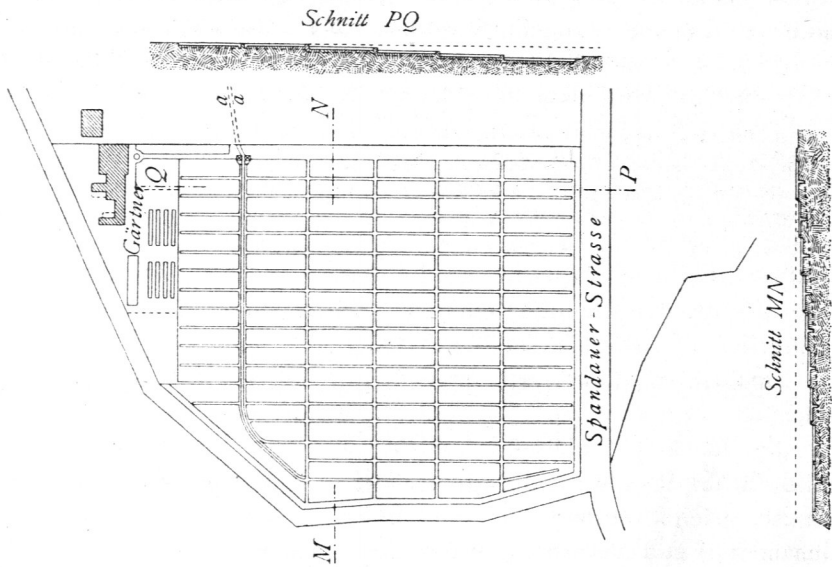 Schnitt PQ
a
a
N
Q
P
Gärtner
Spandauer-Strasse
Schnitt MN
M